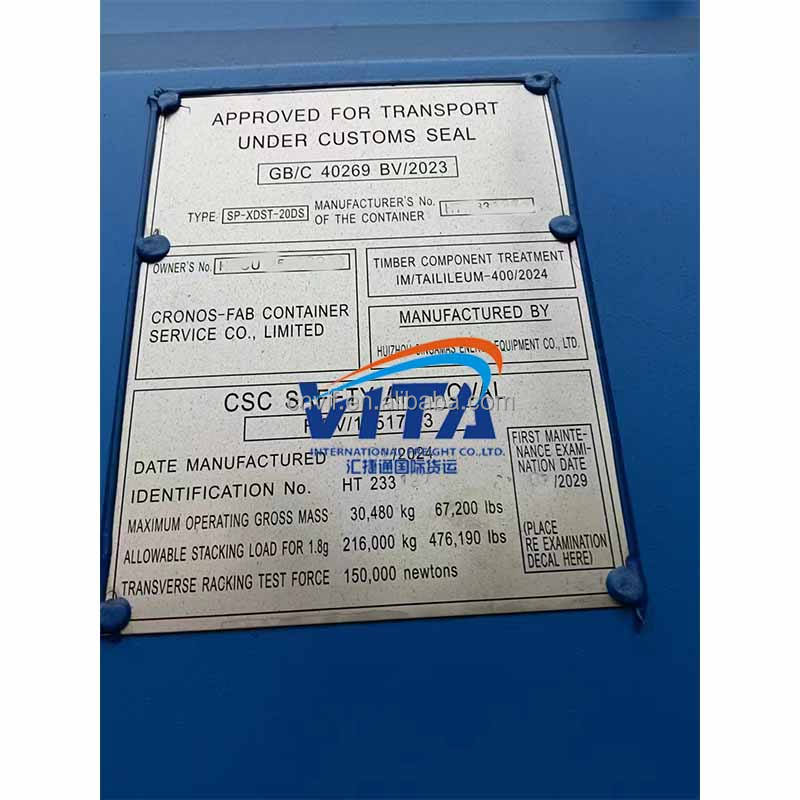 APPROVED FOR TRANSPORT
UNDER CUSTOMS SEAL
GB/C 40269 BV/2023
TYPE SP-XDST-20DS MANUFACTURER'S No. OF THE CONTAINER
OWNER'S No.
TIMBER COMPONENT TREATMENT
IM/TAILILEUM-400/2024
CRONOS-FAB CONTAINER
SERVICE CO., LIMITED
MANUFACTURED BY
HUIZHOU EQUIPMENT CO., LTD.
CSC
VITA
INTERNATIONAL FREIGHT CO.,LTD.
汇捷通国际货运
DATE MANUFACTURED /2024
IDENTIFICATION No. HT 233
MAXIMUM OPERATING GROSS MASS 30,480 kg 67,200 lbs
ALLOWABLE STACKING LOAD FOR 1.8g 216,000 kg 476,190 lbs
TRANSVERSE RACKING TEST FORCE 150,000 newtons
FIRST MAINTE-
NANCE EXAMI-
NATION DATE
/2029
(PLACE
RE EXAMINATION
DECAL HERE)